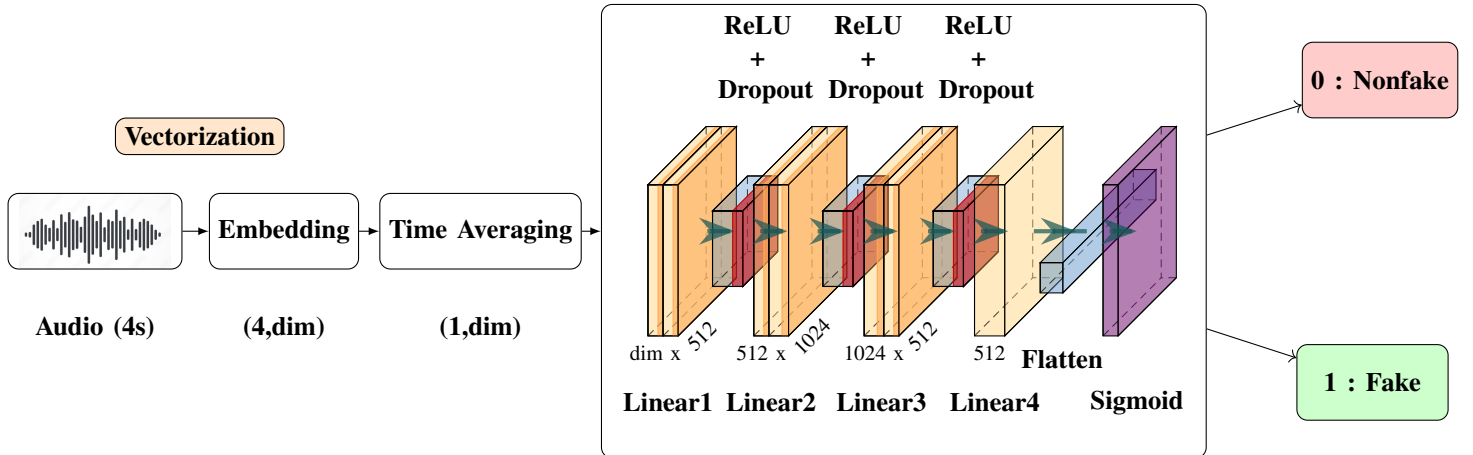 Vectorization
Audio (4s)
Embedding
(4,dim)
Time Averaging
(1,dim)
ReLU
+
Dropout
ReLU
+
Dropout
ReLU
+
Dropout
dim x 512
512 x 1024
1024 x 512
512
Linear1
Linear2
Linear3
Linear4
Flatten
Sigmoid
0 : Nonfake
1 : Fake